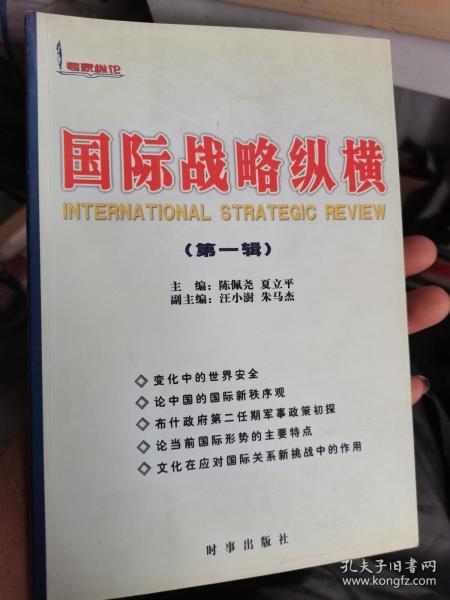 专家纵论
国际战略纵横
INTERNATIONAL STRATEGIC REVIEW
(第一辑)
主 编：陈佩尧 夏立平
副主编：汪小澍 朱马杰
◇变化中的世界安全
◇论中国的国际新秩序观
◇布什政府第二任期军事政策初探
◇论当前国际形势的主要特点
◇文化在应对国际关系新挑战中的作用
时事出版社
孔夫子旧书网
www.kongfz.com